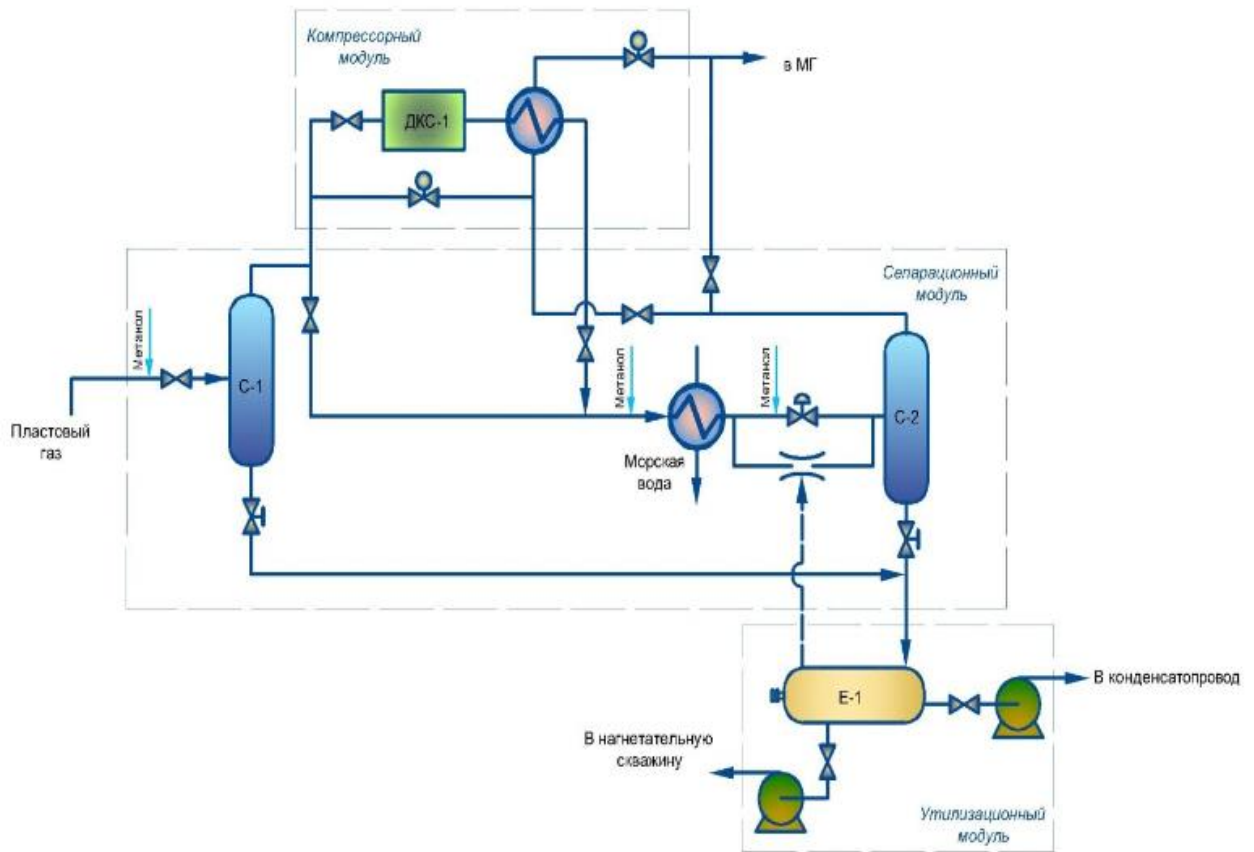 Компрессорный
модуль
в МГ
ДКС-1
Сепарационный
модуль
Метанол
С-1
Пластовый
газ
Метанол
Метанол
С-2
Морская
вода
Е-1
В конденсатопровод
В нагнетательную
скважину
Утилизационный
модуль